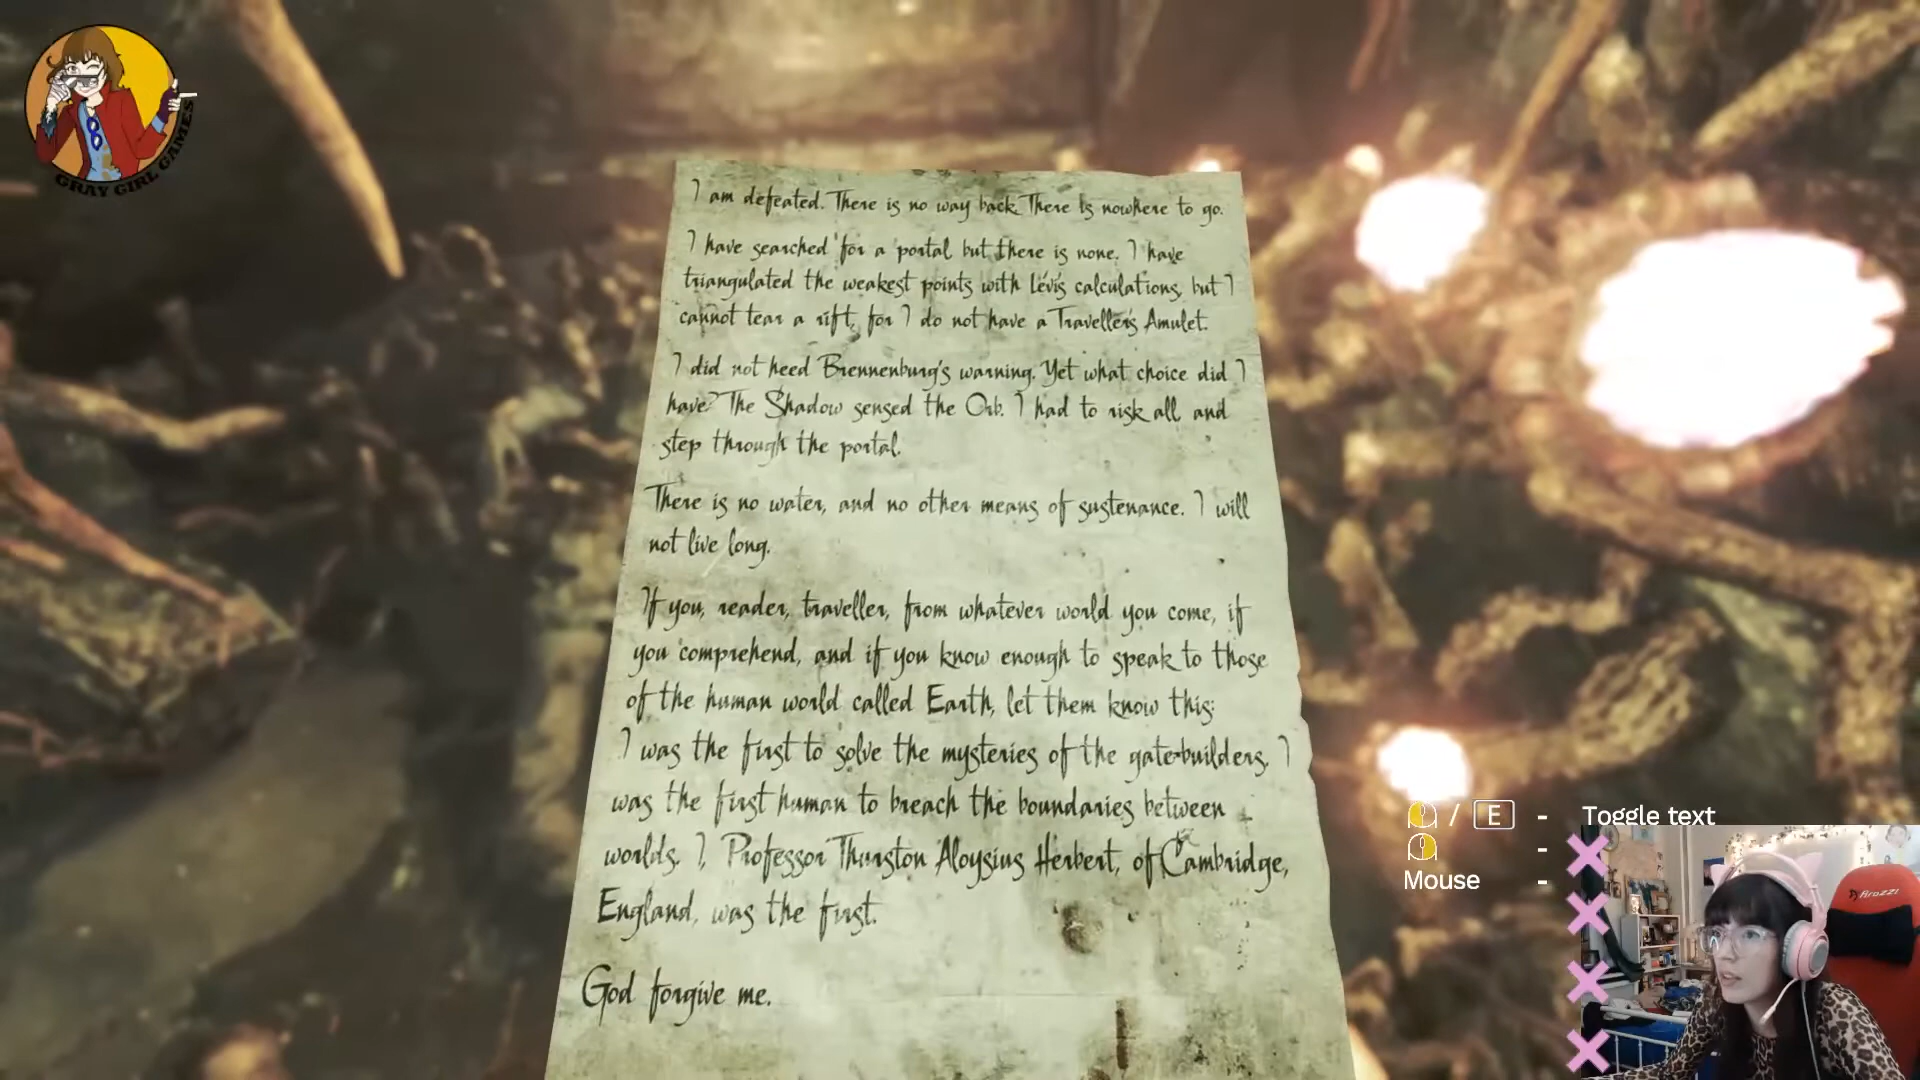 GRAY GIRL GAMES
I am defeated. There is no way back. There is nowhere to go.
I have searched for a portal but there is none. I have
triangulated the weakest points with Lévi's calculations, but I
cannot tear a rift, for I do not have a Traveller's Amulet.
I did not heed Brennenburg's warning. Yet what choice did I
have? The Shadow sensed the Orb. I had to risk all and
step through the portal.
There is no water, and no other means of sustenance. I will
not live long.
If you, reader, traveller, from whatever world you come, if
you comprehend, and if you know enough to speak to those
of the human world called Earth, let them know this:
I was the first to solve the mysteries of the gate-builders. I
was the first human to breach the boundaries between
worlds. I, Professor Thurston Aloysius Herbert, of Cambridge,
England, was the first.
God forgive me.
/ E - Toggle text
-
Mouse -
Arozzi